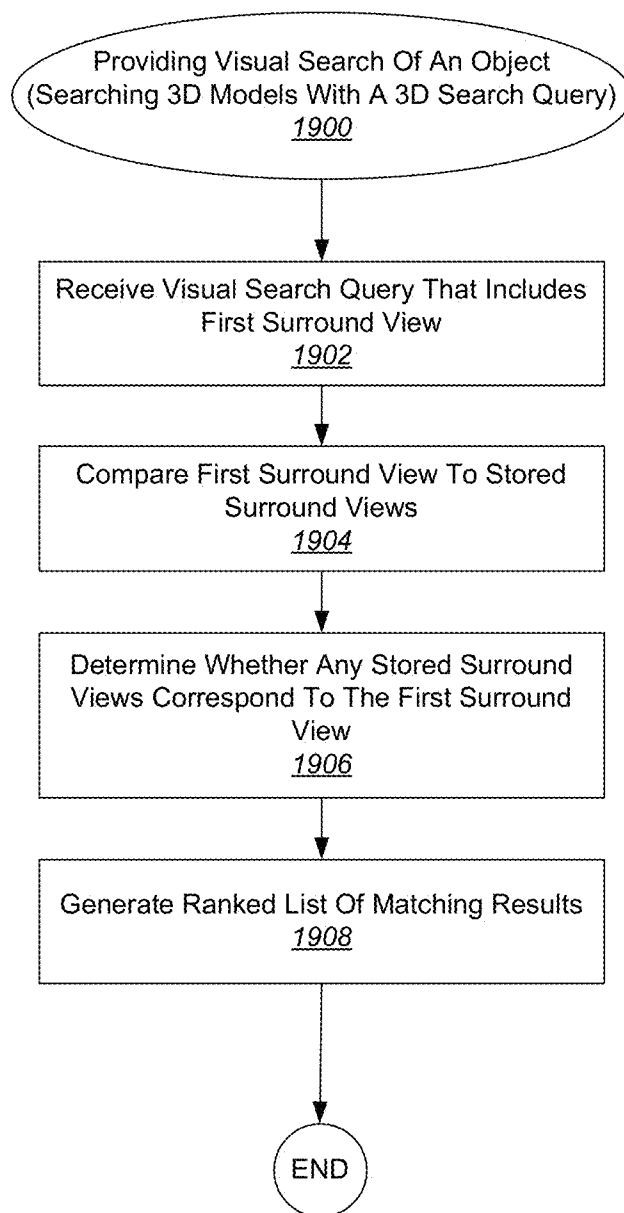 Providing Visual Search Of An Object
(Searching 3D Models With A 3D Search Query)
1900
Receive Visual Search Query That Includes
First Surround View
1902
Compare First Surround View To Stored
Surround Views
1904
Determine Whether Any Stored Surround
Views Correspond To The First Surround
View
1906
Generate Ranked List Of Matching Results
1908
END